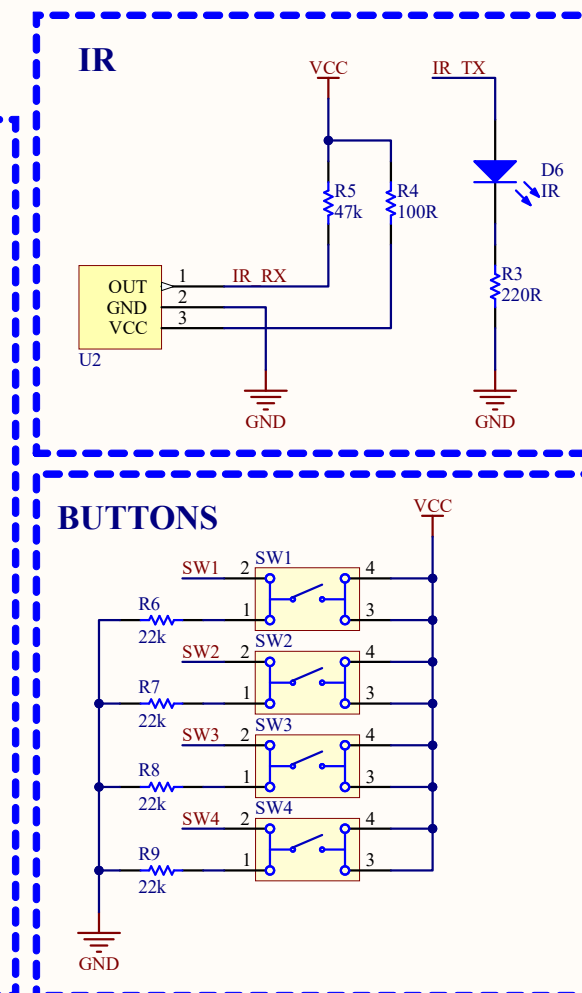 IR
VCC
IR_TX
R5
47k
R4
100R
D6
IR
R3
220R
OUT
GND
VCC
1
2
3
IR_RX
U2
GND
GND
BUTTONS
VCC
SW1
2
SW1
4
R6
22k
1
3
SW2
2
SW2
4
R7
22k
1
3
SW3
2
SW3
4
R8
22k
1
3
SW4
2
SW4
4
R9
22k
1
3
GND